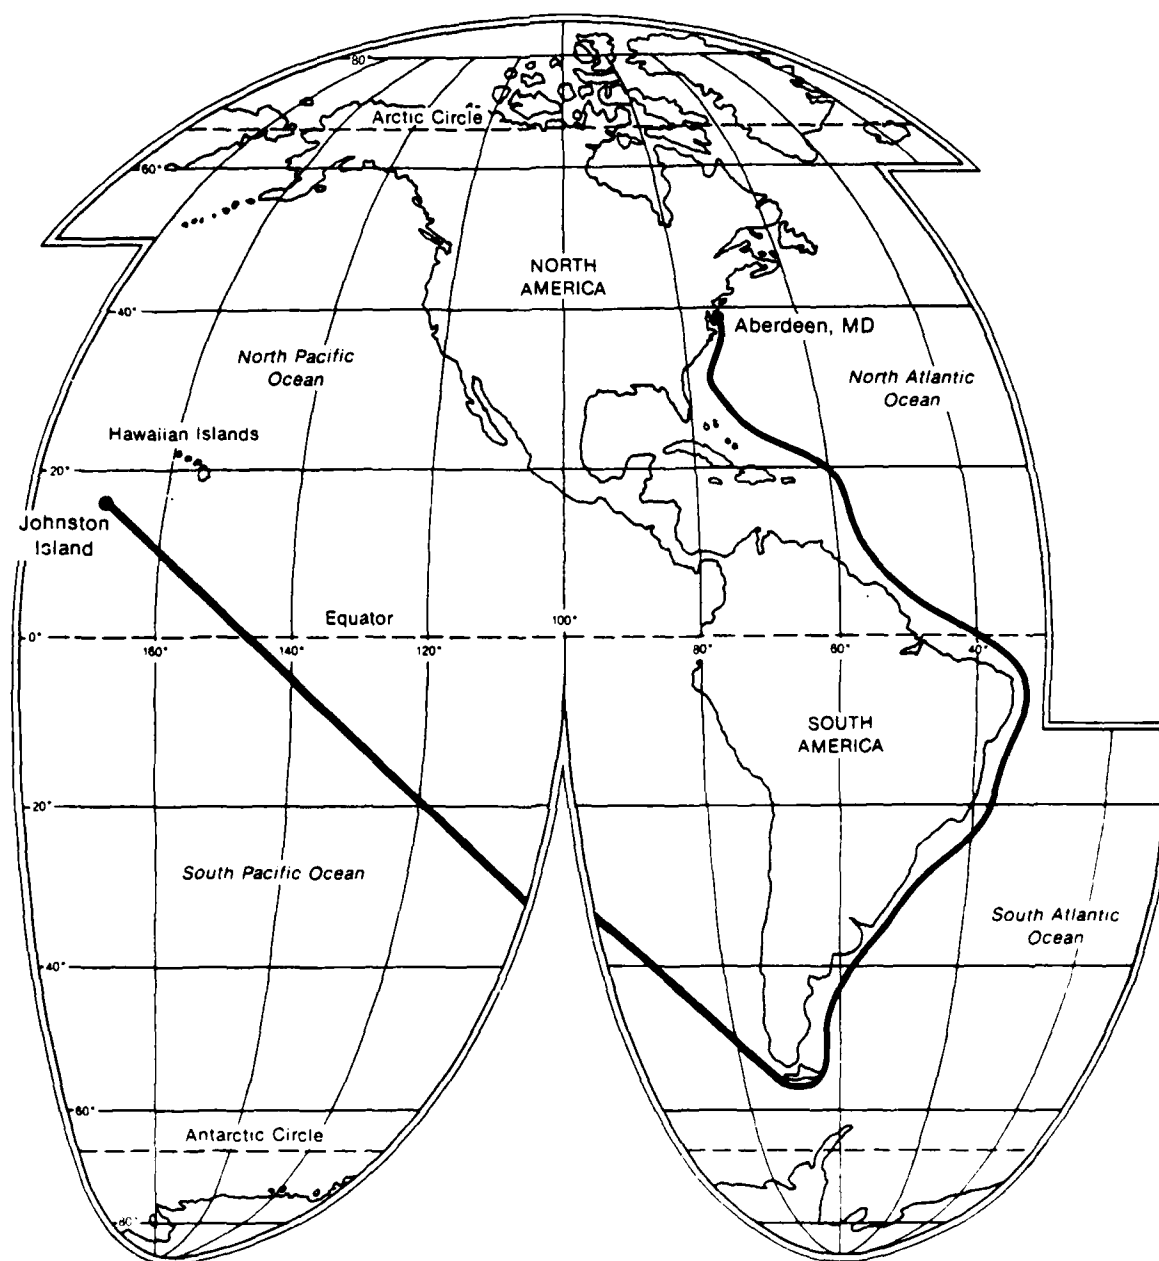 80°
Arctic Circle
60°
NORTH
AMERICA
40°
Aberdeen, MD
North Pacific
Ocean
North Atlantic
Ocean
Hawaiian Islands
20°
Johnston
Island
Equator
100°
0°
160°
140°
120°
80°
60°
40°
SOUTH
AMERICA
20°
South Pacific Ocean
South Atlantic
Ocean
40°
60°
Antarctic Circle
80°